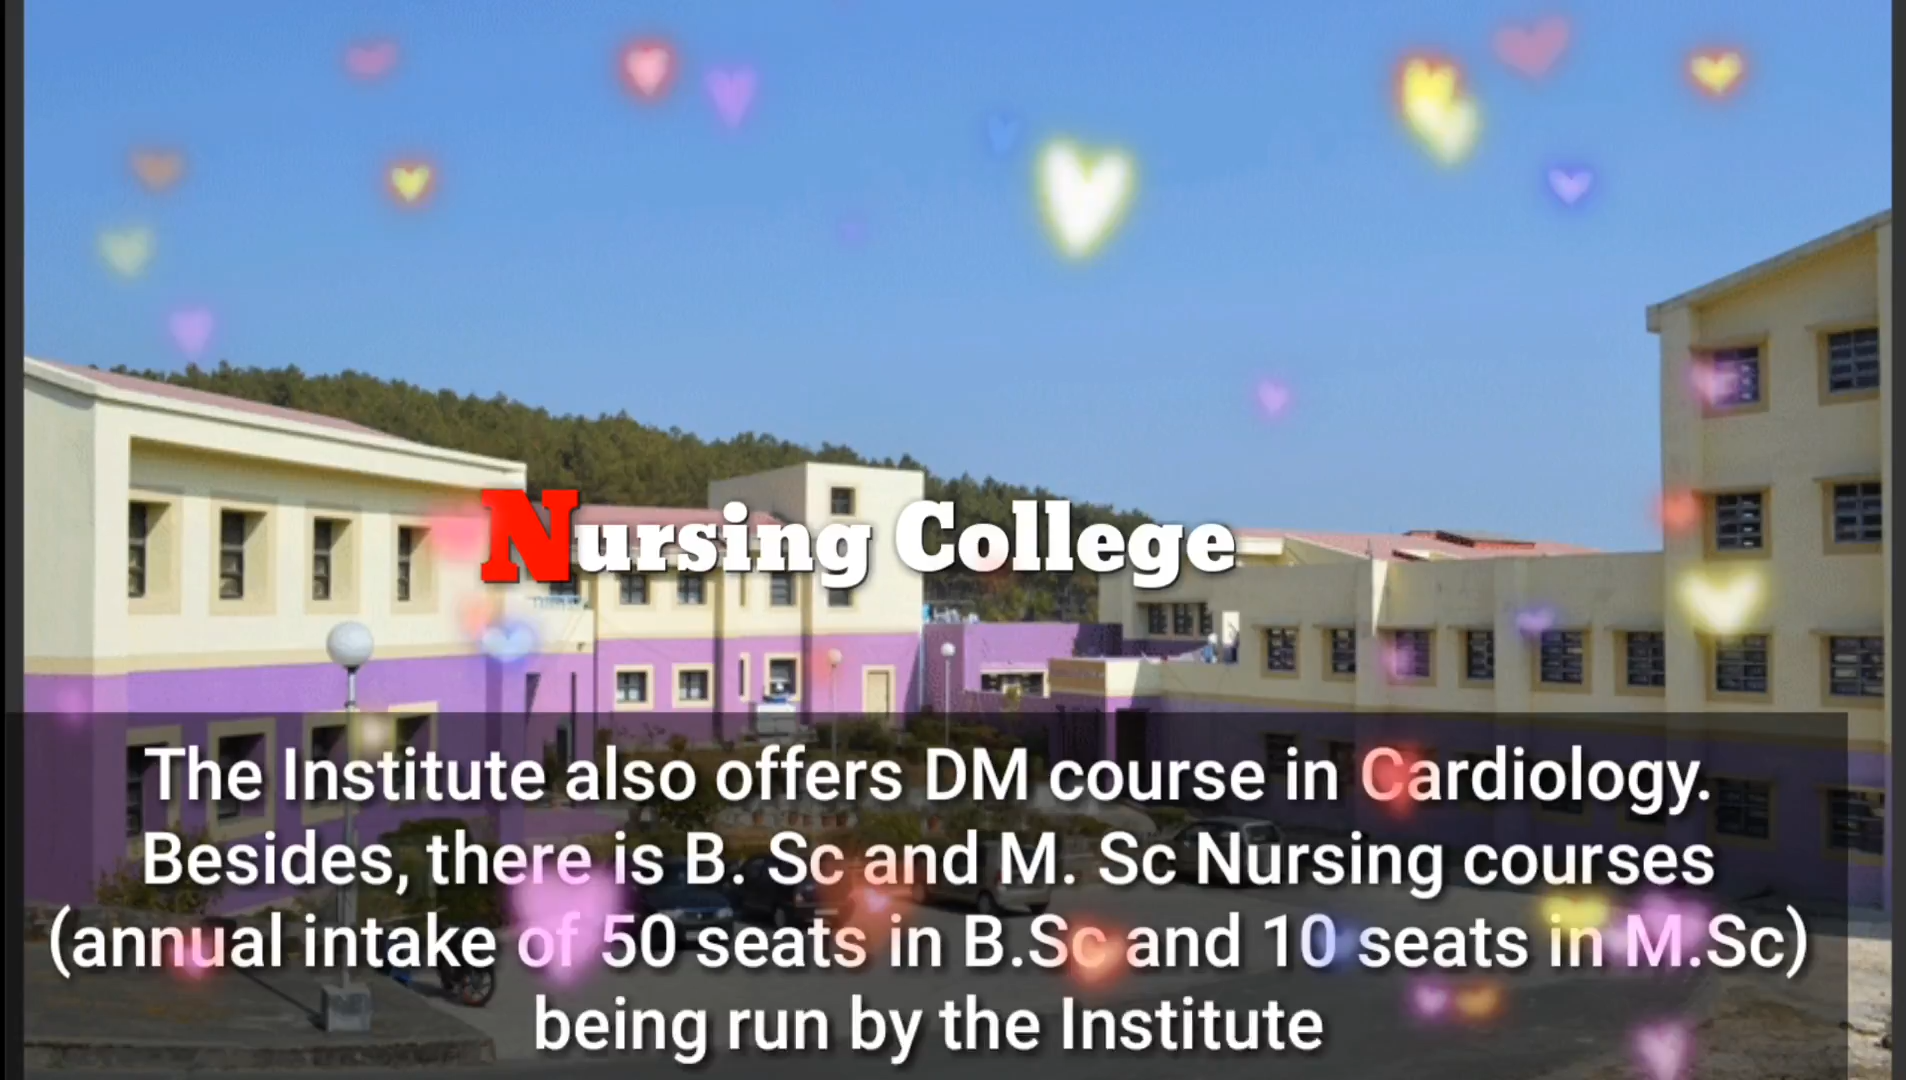 Nursing College
The Institute also offers DM course in Cardiology.
Besides, there is B. Sc and M. Sc Nursing courses
(annual intake of 50 seats in B.Sc and 10 seats in M.Sc)
being run by the Institute